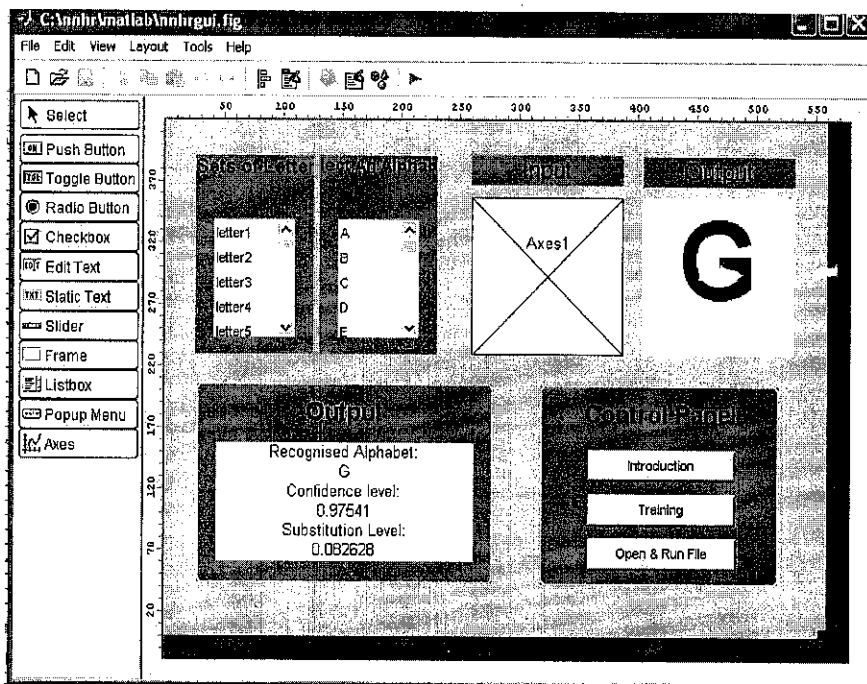 C:\nnhr\matlab\nnhrgui.fig
File Edit View Layout Tools Help
Select
Push Button
Toggle Button
Radio Button
Checkbox
Edit Text
Static Text
Slider
Frame
Listbox
Popup Menu
Axes
50 100 150 200 250 300 350 400 450 500 550
370
320
270
220
170
120
70
20
Sets of Letter
Input
Output
letter1
letter2
letter3
letter4
letter5
A
B
C
D
E
Axes1
G
Output
Recognised Alphabet:
G
Confidence level:
0.97541
Substitution Level:
0.082628
Control Panel
Introduction
Training
Open & Run File